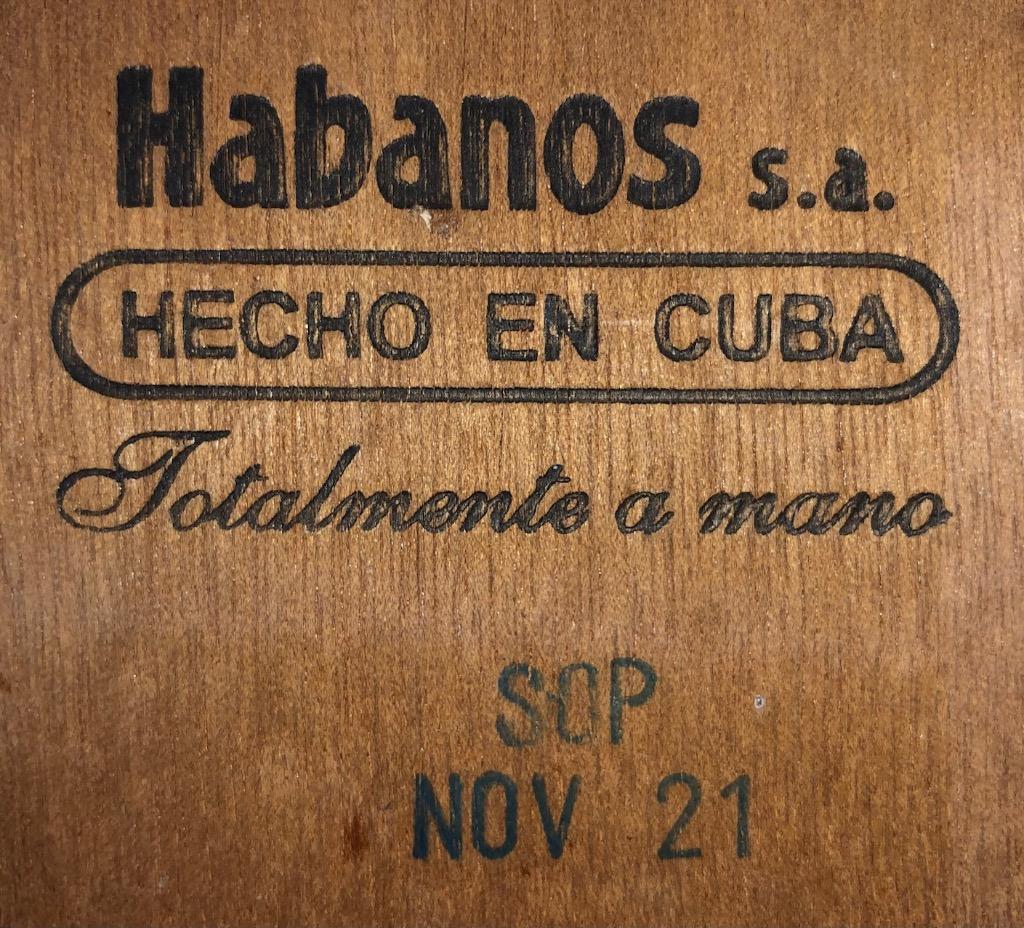 Habanos s.a.
HECHO EN CUBA
Totalmente a mano
SOP
NOV 21